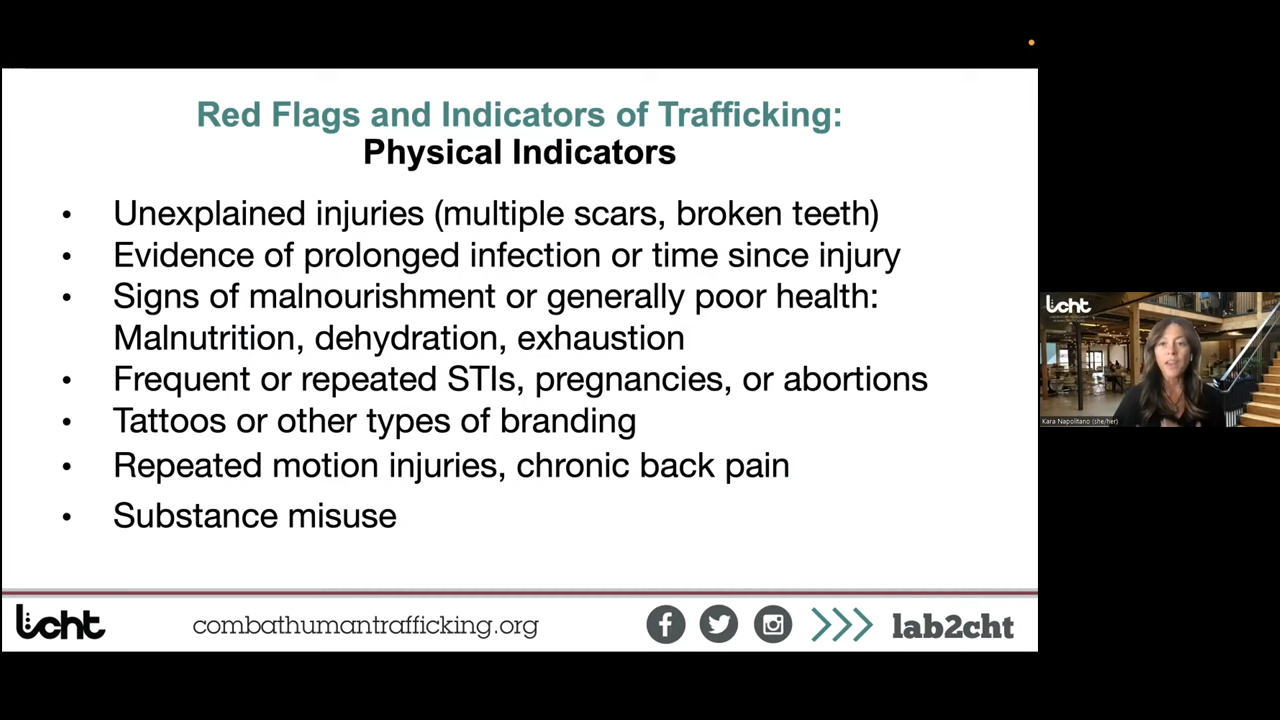 Red Flags and Indicators of Trafficking:
Physical Indicators
• Unexplained injuries (multiple scars, broken teeth)
• Evidence of prolonged infection or time since injury
• Signs of malnourishment or generally poor health:
Malnutrition, dehydration, exhaustion
• Frequent or repeated STIs, pregnancies, or abortions
• Tattoos or other types of branding
• Repeated motion injuries, chronic back pain
• Substance misuse
lcht
combathumantrafficking.org
lab2cht
lcht
Kara Napolitano (she/her)